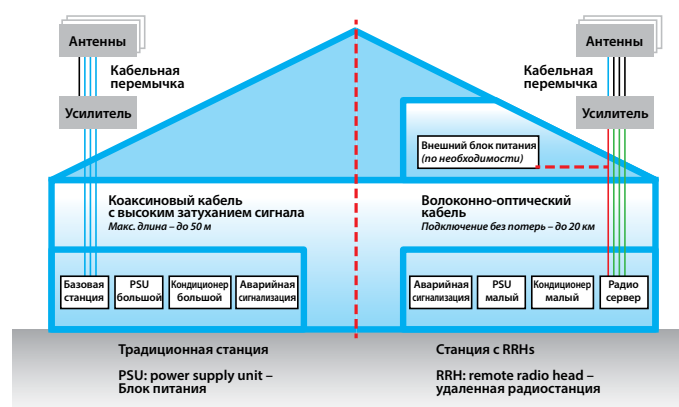 Антенны
Кабельная
перемычка
Усилитель
Антенны
Кабельная
перемычка
Усилитель
Внешний блок питания
(по необходимости)
Коаксиновый кабель
с высоким затуханием сигнала
Макс. длина – до 50 м
Волоконно-оптический
кабель
Подключение без потерь – до 20 км
Базовая
станция
PSU
большой
Кондиционер
большой
Аварийная
сигнализация
Аварийная
сигнализация
PSU
малый
Кондиционер
малый
Радио
сервер
Традиционная станция
PSU: power supply unit –
Блок питания
Станция с RRHs
RRH: remote radio head –
удаленная радиостанция